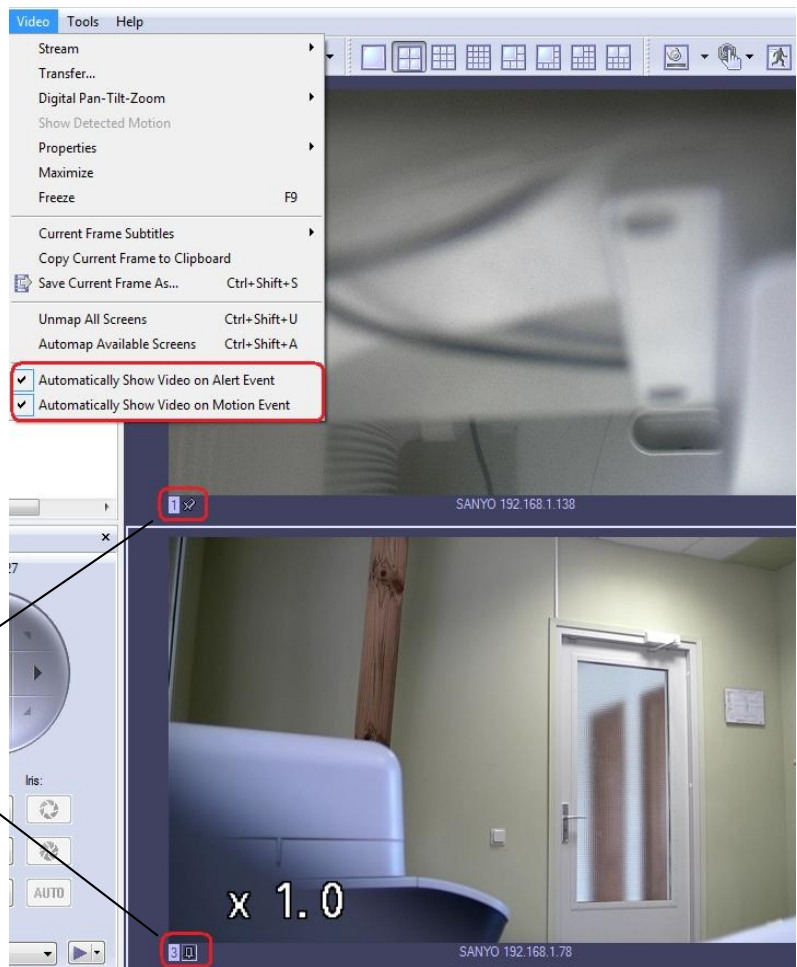 Video Tools Help
Stream
Transfer...
Digital Pan-Tilt-Zoom
Show Detected Motion
Properties
Maximize
Freeze F9
Current Frame Subtitles
Copy Current Frame to Clipboard
Save Current Frame As... Ctrl+Shift+S
Unmap All Screens Ctrl+Shift+U
Automap Available Screens Ctrl+Shift+A
Automatically Show Video on Alert Event
Automatically Show Video on Motion Event
1 SANYO 192.168.1.138
27
Iris:
AUTO
x 1.0
3 SANYO 192.168.1.78